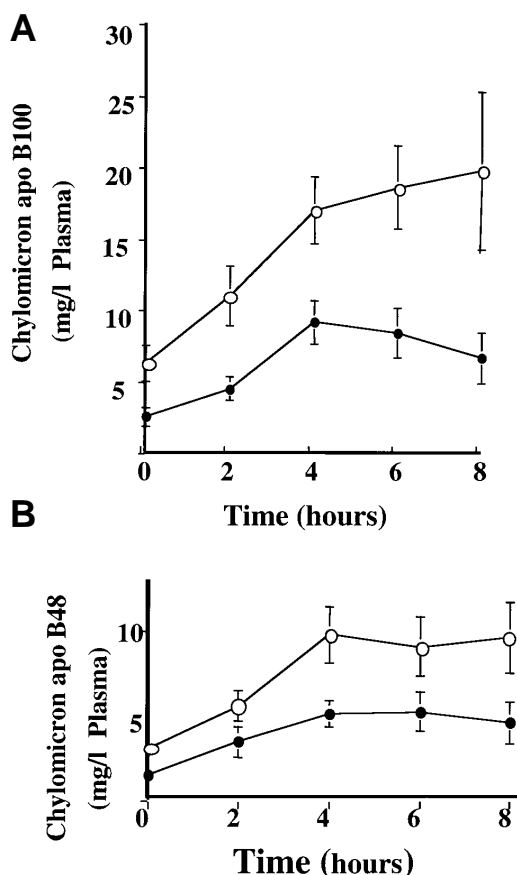 A
30
25
20
15
10
5
Chylomicron apo B100
(mg/l Plasma)
0 2 4 6 8
Time (hours)
B
10
5
Chylomicron apo B48
(mg/l Plasma)
0 2 4 6 8
Time (hours)